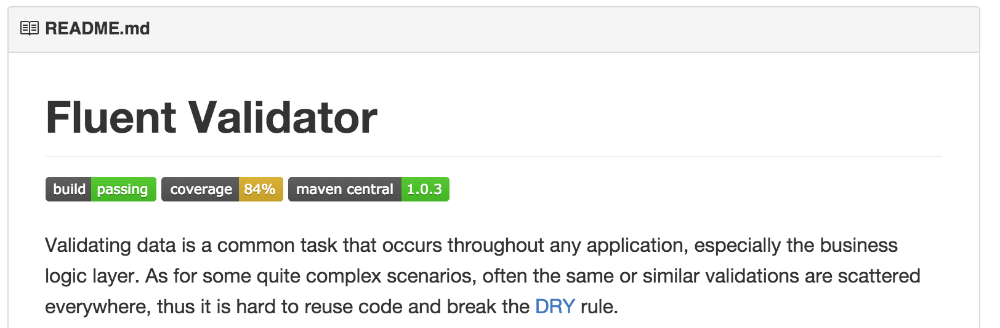 README.md
Fluent Validator
build passing coverage 84% maven central 1.0.3
Validating data is a common task that occurs throughout any application, especially the business
logic layer. As for some quite complex scenarios, often the same or similar validations are scattered
everywhere, thus it is hard to reuse code and break the DRY rule.